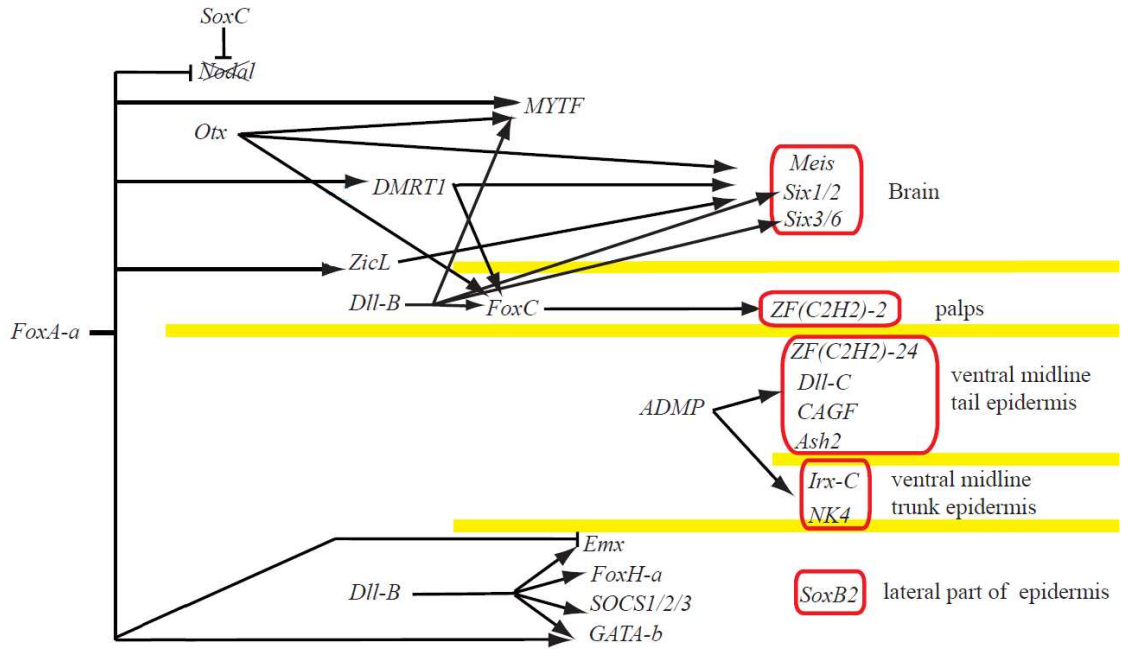 SoxC
Nodal
MYTF
Otx
Meis
DMRT1
Six1/2
Brain
Six3/6
ZicL
Dll-B
FoxC
ZF(C2H2)-2
palps
FoxA-a
ZF(C2H2)-24
Dll-C
ventral midline
tail epidermis
ADMP
CAGF
Ash2
Irx-C
ventral midline
trunk epidermis
NK4
Emx
FoxH-a
Dll-B
SOCS1/2/3
GATA-b
SoxB2
lateral part of epidermis